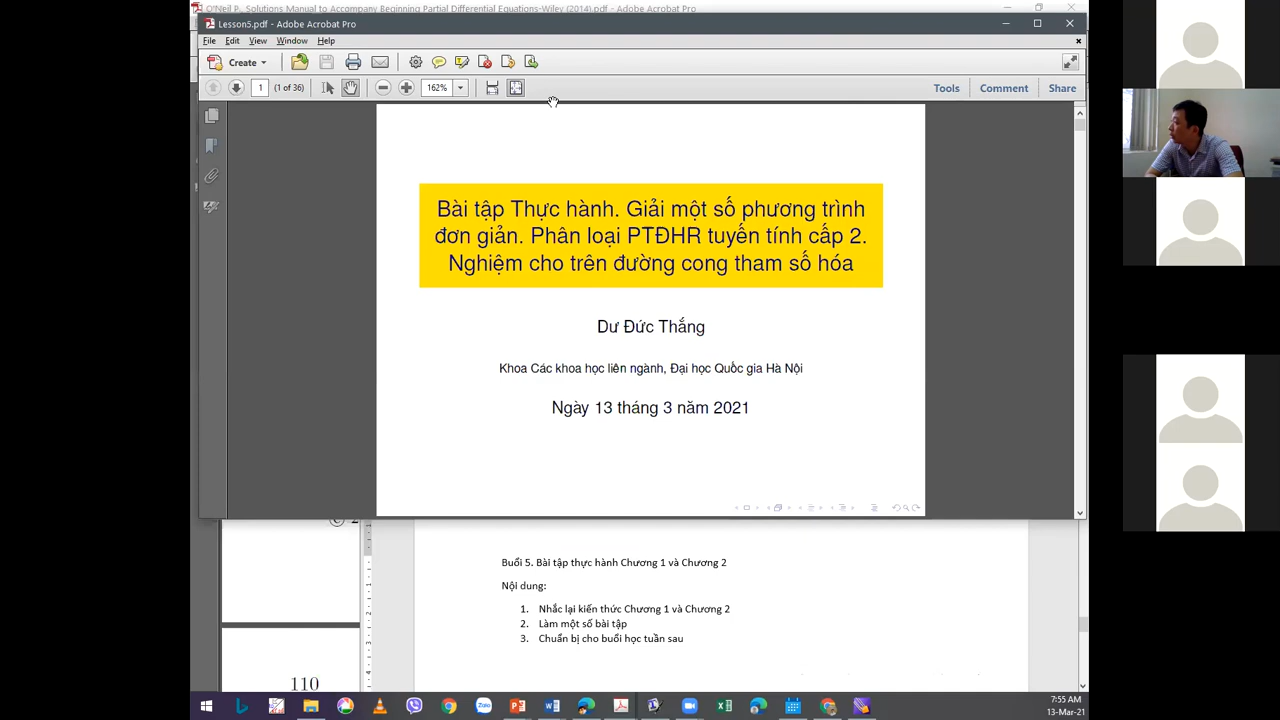 O'Neil P., Solutions Manual to Accompany Beginning Partial Differential Equations-Wiley (2014).pdf - Adobe Acrobat Pro
Lesson5.pdf - Adobe Acrobat Pro
File Edit View Window Help
Create
1 (1 of 36) 162% Tools Comment Share
Bài tập Thực hành. Giải một số phương trình
đơn giản. Phân loại PTĐHR tuyến tính cấp 2.
Nghiệm cho trên đường cong tham số hóa
Dư Đức Thắng
Khoa Các khoa học liên ngành, Đại học Quốc gia Hà Nội
Ngày 13 tháng 3 năm 2021
Buổi 5. Bài tập thực hành Chương 1 và Chương 2
Nội dung:
1. Nhắc lại kiến thức Chương 1 và Chương 2
2. Làm một số bài tập
3. Chuẩn bị cho buổi học tuần sau
110
7:55 AM
13-Mar-21